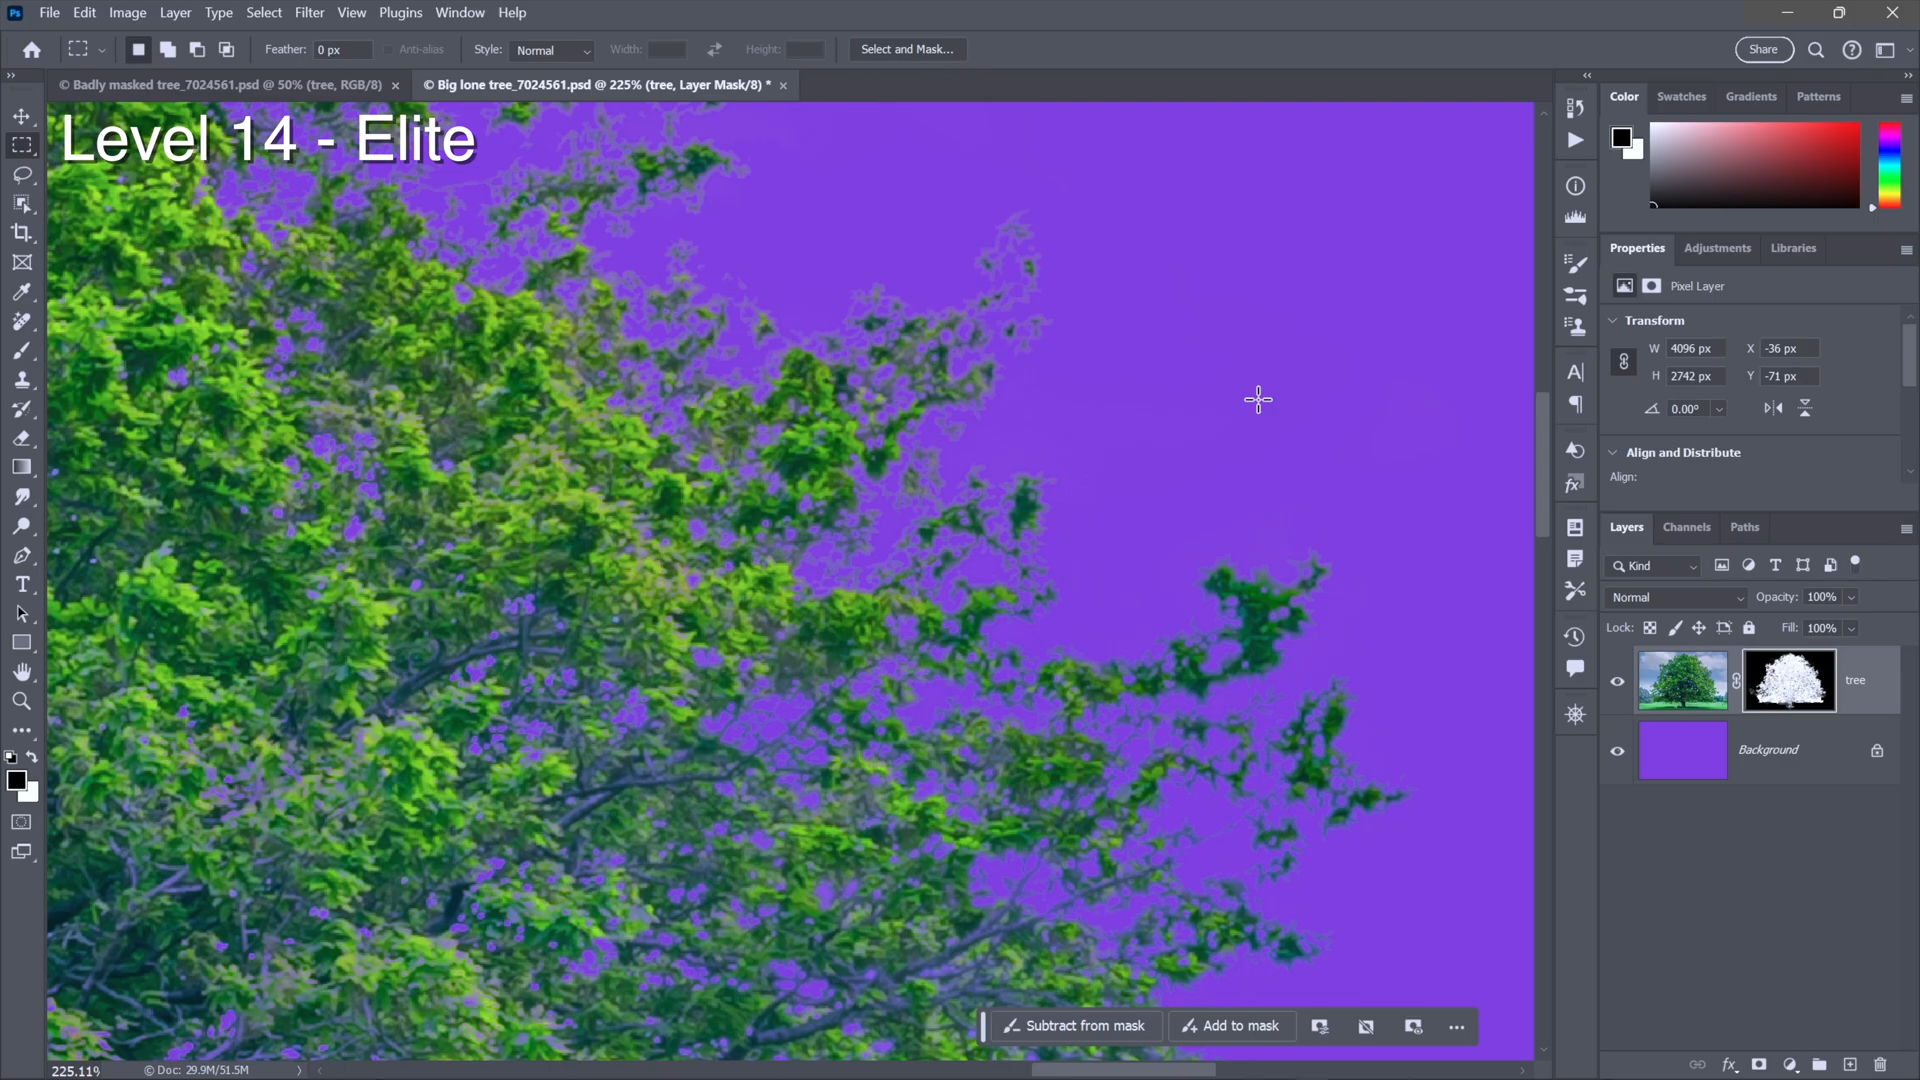 Ps File Edit Image Layer Type Select Filter View Plugins Window Help
Feather: 0 px Anti-alias Style: Normal Width: Height: Select and Mask... Share
© Badly masked tree_7024561.psd @ 50% (tree, RGB/8) × © Big lone tree_7024561.psd @ 225% (tree, Layer Mask/8) * ×
Level 14 - Elite
Color Swatches Gradients Patterns
Properties Adjustments Libraries
Pixel Layer
Transform
W 4096 px X -36 px
H 2742 px Y -71 px
0.00°
Align and Distribute
Align:
Layers Channels Paths
Kind
Normal Opacity: 100%
Lock: Fill: 100%
tree
Background
Subtract from mask Add to mask
225.11% © Doc: 29.9M/51.5M